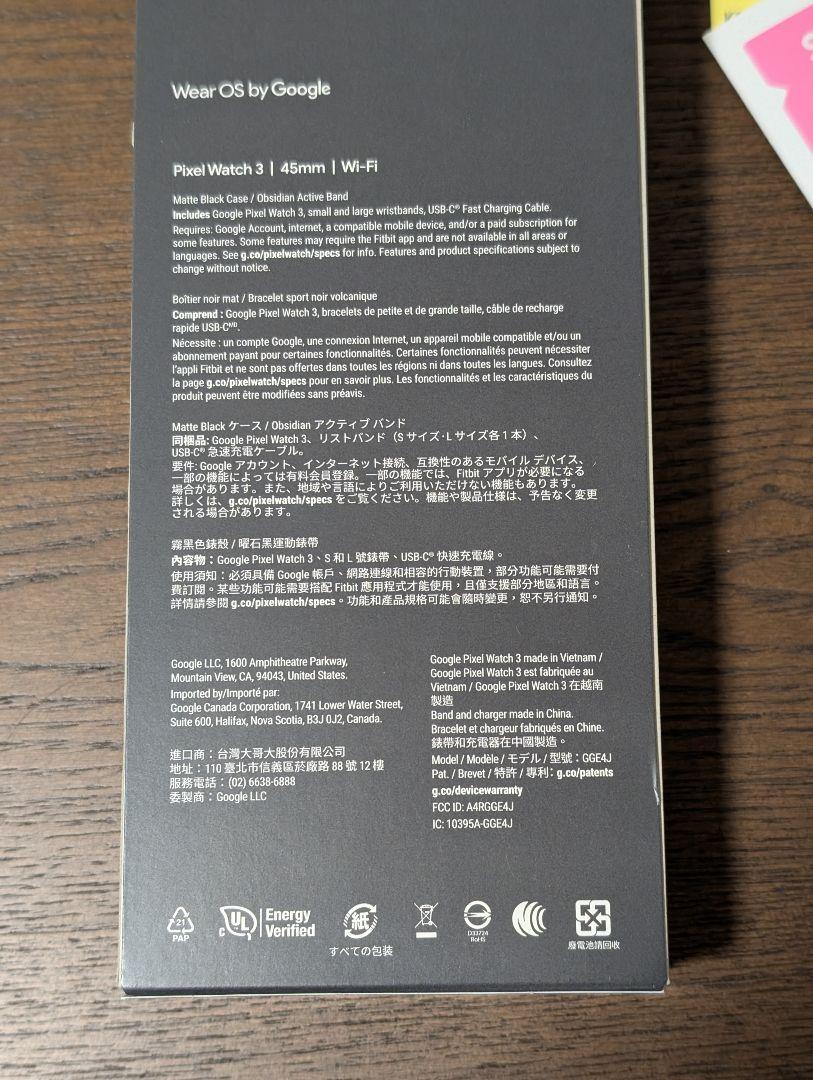 Wear OS by Google
Pixel Watch 3 | 45mm | Wi-Fi
Matte Black Case / Obsidian Active Band
Includes Google Pixel Watch 3, small and large wristbands, USB-C® Fast Charging Cable.
Requires: Google Account, internet, a compatible mobile device, and/or a paid subscription for
some features. Some features may require the Fitbit app and are not available in all areas or
languages. See g.co/pixelwatch/specs for info. Features and product specifications subject to
change without notice.
Boîtier noir mat / Bracelet sport noir volcanique
Comprend : Google Pixel Watch 3, bracelets de petite et de grande taille, câble de recharge
rapide USB-Cᴹᴰ.
Nécessite : un compte Google, une connexion Internet, un appareil mobile compatible et/ou un
abonnement payant pour certaines fonctionnalités. Certaines fonctionnalités peuvent nécessiter
l'appli Fitbit et ne sont pas offertes dans toutes les régions ni dans toutes les langues. Consultez
la page g.co/pixelwatch/specs pour en savoir plus. Les fonctionnalités et les caractéristiques du
produit peuvent être modifiées sans préavis.
Matte Black ケース / Obsidian アクティブ バンド
同梱品: Google Pixel Watch 3、リストバンド（S サイズ・L サイズ各 1 本）、
USB-C® 急速充電ケーブル。
要件: Google アカウント、インターネット接続、互換性のあるモバイル デバイス、
一部の機能によっては有料会員登録。一部の機能では、Fitbit アプリが必要になる
場合があります。また、地域や言語によりご利用いただけない機能もあります。
詳しくは、g.co/pixelwatch/specs をご覧ください。機能や製品仕様は、予告なく変更
される場合があります。
霧黑色錶殼 / 曜石黑運動錶帶
內容物：Google Pixel Watch 3、S 和 L 號錶帶、USB-C® 快速充電線。
使用須知：必須具備 Google 帳戶、網路連線和相容的行動裝置，部分功能可能需要付
費訂閱。某些功能可能需要搭配 Fitbit 應用程式才能使用，且僅支援部分地區和語言。
詳情請參閱 g.co/pixelwatch/specs。功能和產品規格可能會隨時變更，恕不另行通知。
Google LLC, 1600 Amphitheatre Parkway,
Mountain View, CA, 94043, United States.
Imported by/Importé par:
Google Canada Corporation, 1741 Lower Water Street,
Suite 600, Halifax, Nova Scotia, B3J 0J2, Canada.
進口商：台灣大哥大股份有限公司
地址：110 臺北市信義區菸廠路 88 號 12 樓
服務電話：(02) 6638-6888
委製商：Google LLC
Google Pixel Watch 3 made in Vietnam /
Google Pixel Watch 3 est fabriquée au
Vietnam / Google Pixel Watch 3 在越南
製造
Band and charger made in China.
Bracelet et chargeur fabriqués en Chine.
錶帶和充電器在中國製造。
Model / Modèle / モデル / 型號：GGE4J
Pat. / Brevet / 特許 / 專利：g.co/patents
g.co/devicewarranty
FCC ID: A4RGGE4J
IC: 10395A-GGE4J
21
PAP
c UL Energy
Verified
紙
すべての包装
D33724
RoHS
廢電池請回收